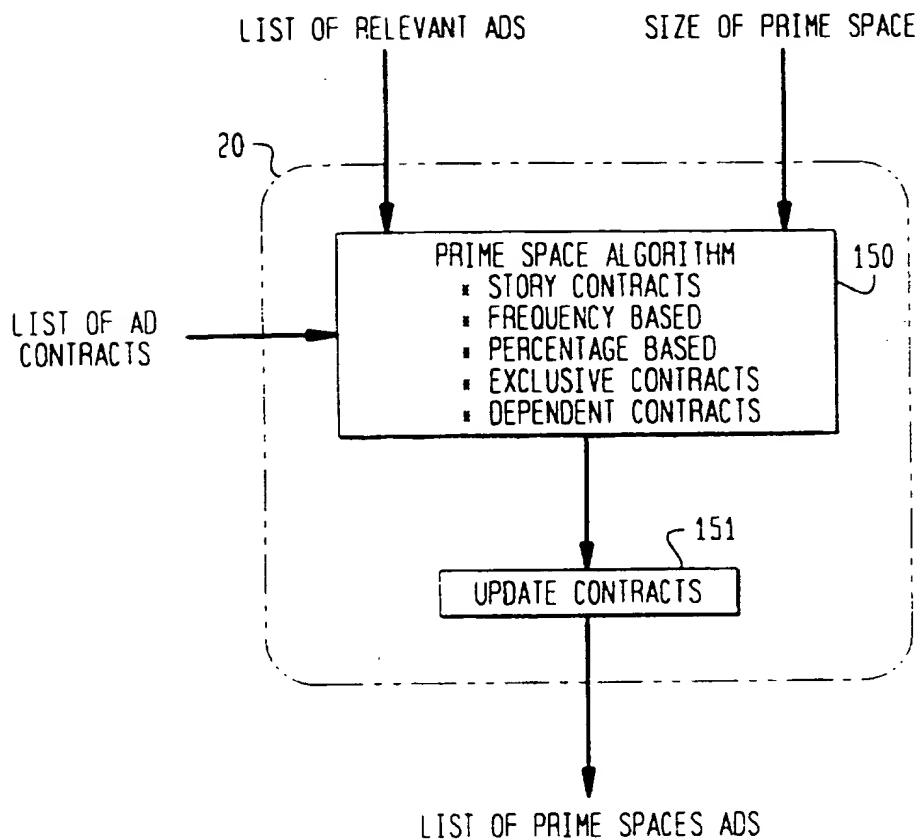 LIST OF RELEVANT ADS
SIZE OF PRIME SPACE
20
PRIME SPACE ALGORITHM
* STORY CONTRACTS
* FREQUENCY BASED
* PERCENTAGE BASED
* EXCLUSIVE CONTRACTS
* DEPENDENT CONTRACTS
150
LIST OF AD
CONTRACTS
151
UPDATE CONTRACTS
LIST OF PRIME SPACES ADS